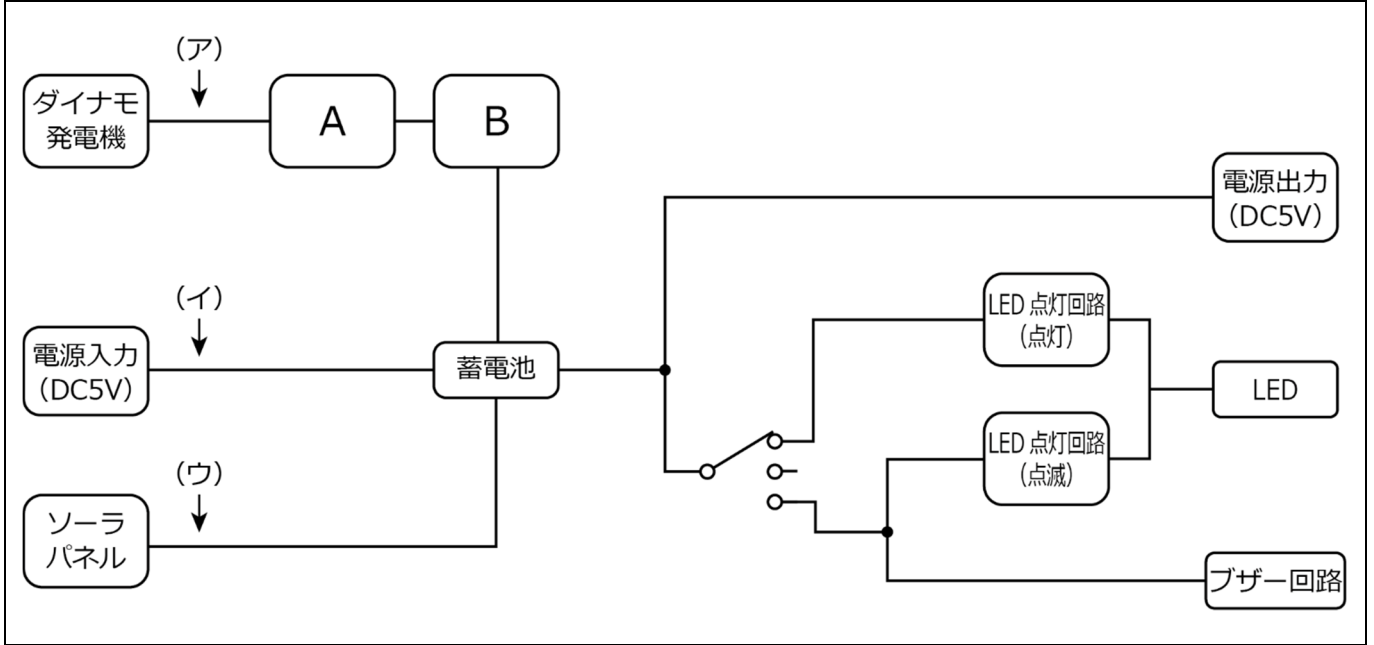 （ア）
ダイナモ
発電機
A
B
電源出力
（DC5V）
（イ）
電源入力
（DC5V）
蓄電池
LED 点灯回路
（点灯）
LED
LED 点灯回路
（点滅）
（ウ）
ソーラ
パネル
ブザー回路